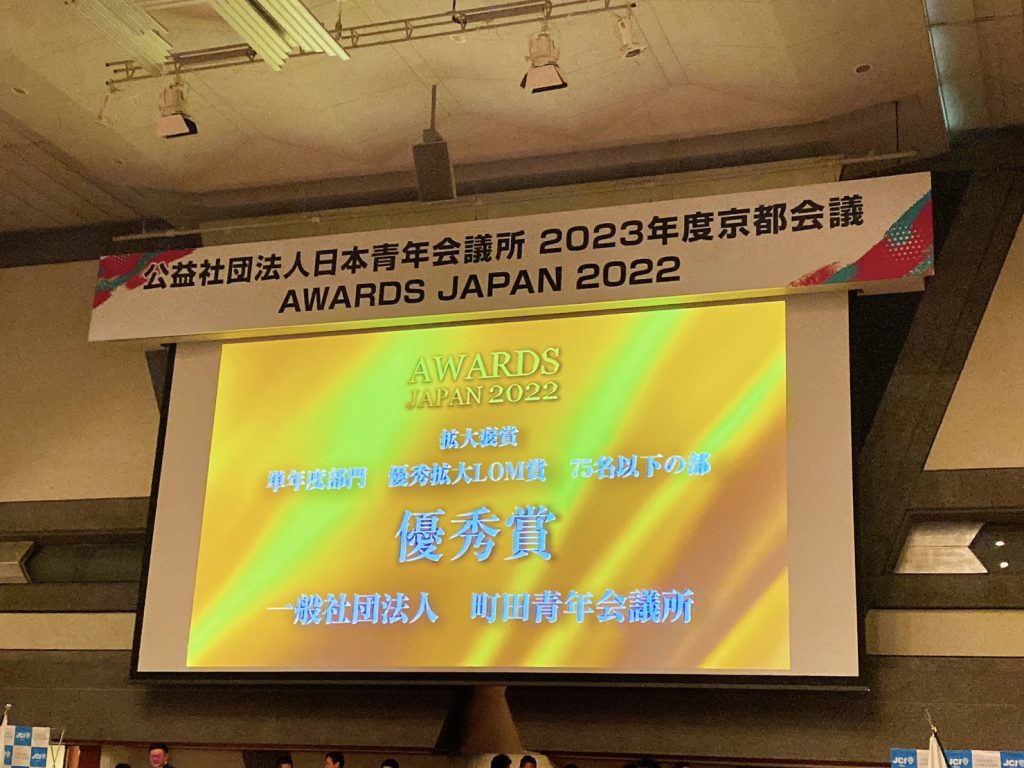 公益社団法人日本青年会議所 2023年度京都会議
AWARDS JAPAN 2022
AWARDS
JAPAN 2022
拡大褒賞
単年度部門 優秀拡大LOM賞 75名以下の部
優秀賞
一般社団法人 町田青年会議所
JCI
JCI
JCI